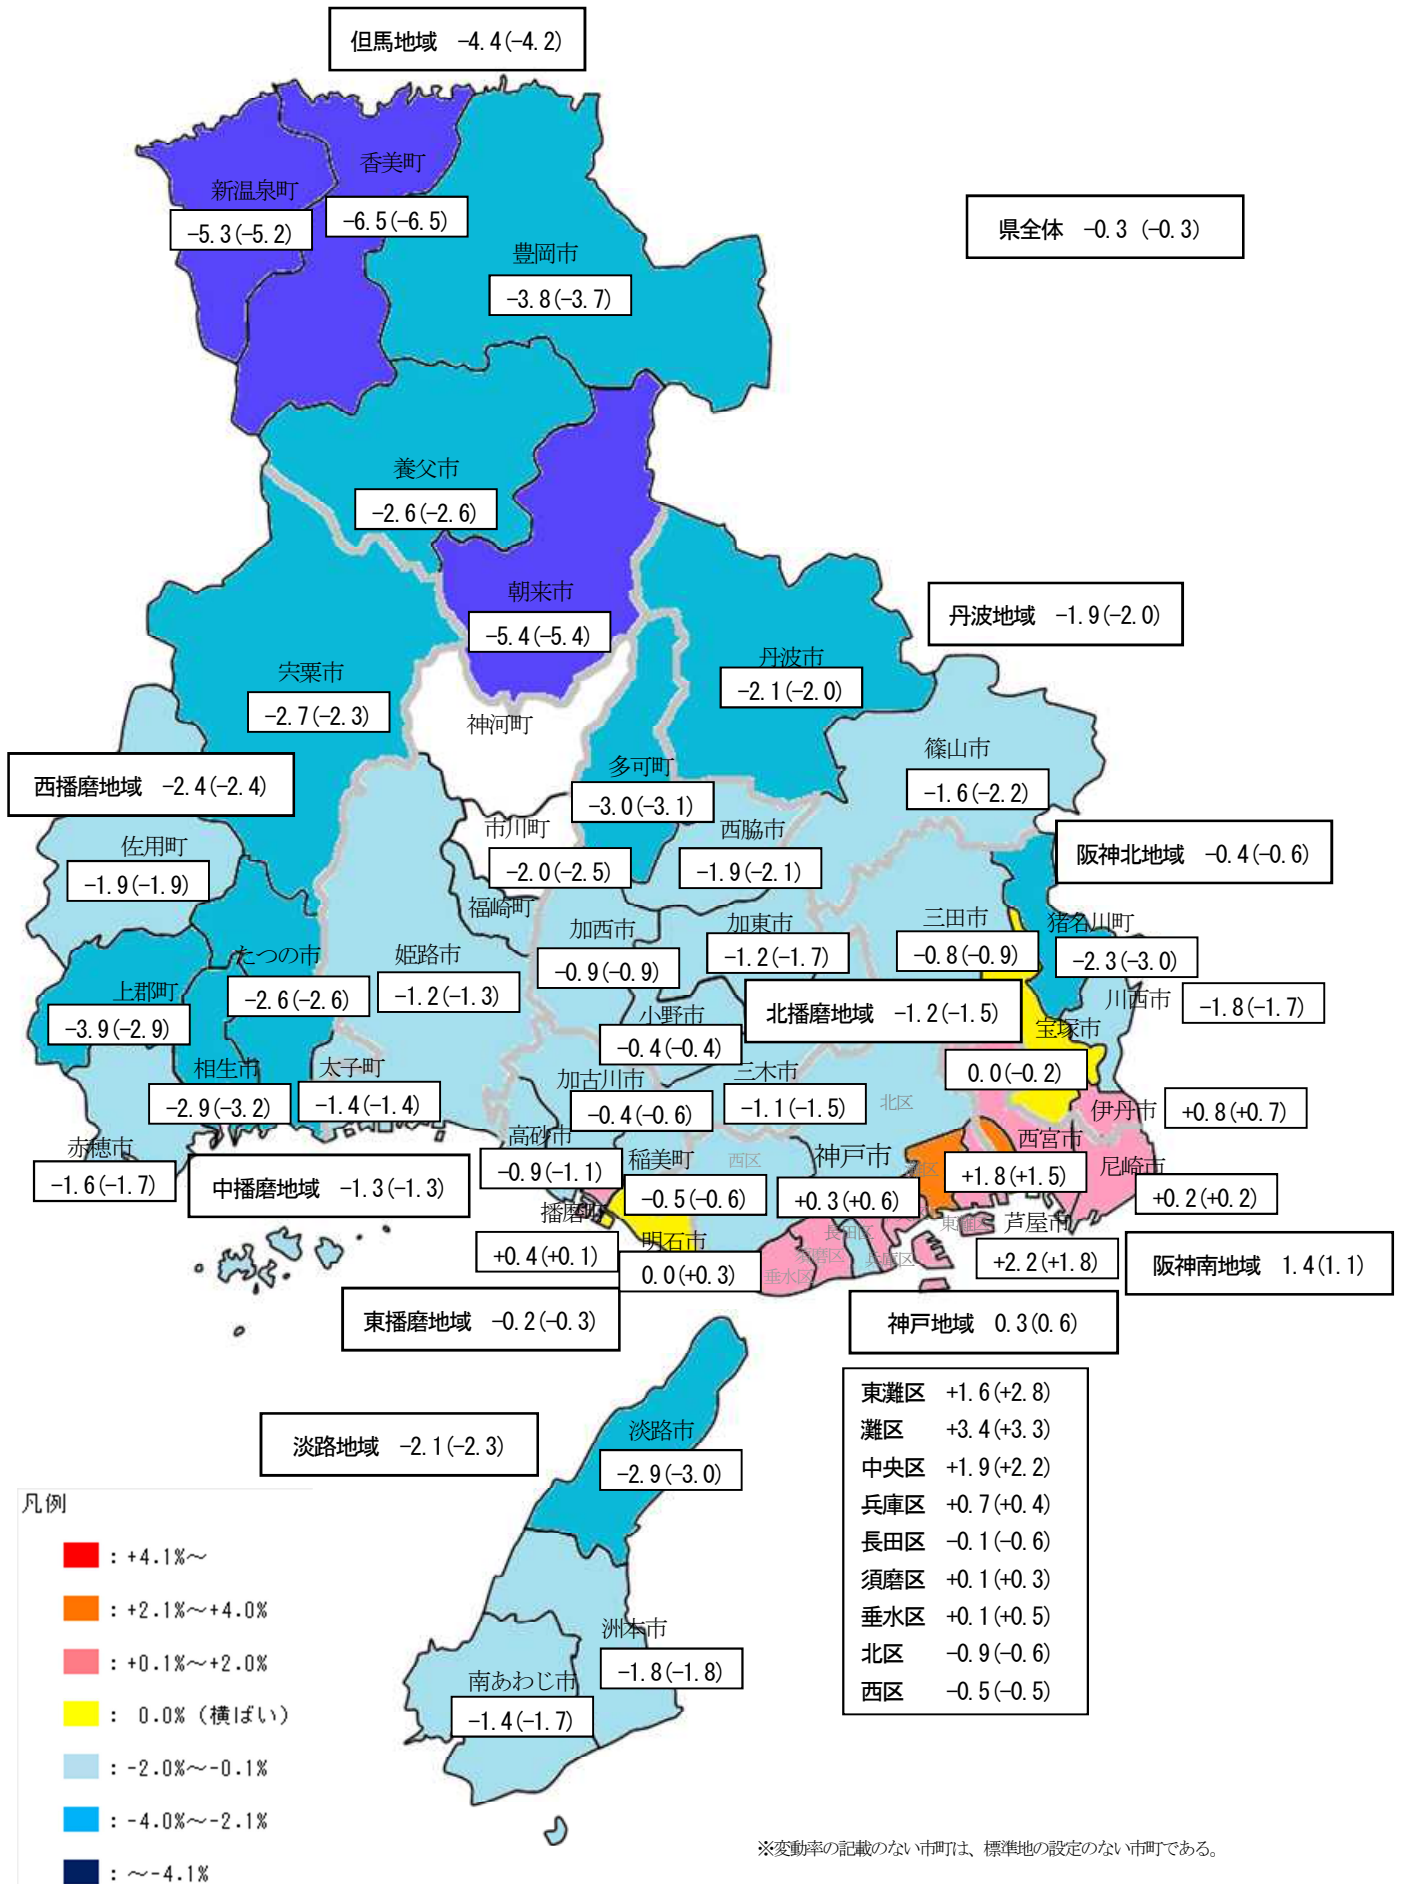 但馬地域 -4.4(-4.2)
香美町
新温泉町
-6.5(-6.5)
-5.3(-5.2)
県全体 -0.3 (-0.3)
豊岡市
-3.8(-3.7)
養父市
-2.6(-2.6)
朝来市
-5.4(-5.4)
丹波地域 -1.9(-2.0)
丹波市
-2.1(-2.0)
宍粟市
-2.7(-2.3)
神河町
篠山市
-1.6(-2.2)
西播磨地域 -2.4(-2.4)
多可町
-3.0(-3.1)
市川町
-2.0(-2.5)
西脇市
-1.9(-2.1)
佐用町
-1.9(-1.9)
阪神北地域 -0.4(-0.6)
福崎町
加西市
-0.9(-0.9)
加東市
-1.2(-1.7)
三田市
-0.8(-0.9)
猪名川町
-2.3(-3.0)
たつの市
-2.6(-2.6)
姫路市
-1.2(-1.3)
上郡町
-3.9(-2.9)
川西市
-1.8(-1.7)
北播磨地域 -1.2(-1.5)
小野市
-0.4(-0.4)
宝塚市
0.0(-0.2)
相生市
-2.9(-3.2)
太子町
-1.4(-1.4)
加古川市
-0.4(-0.6)
三木市
-1.1(-1.5)
北区
伊丹市
+0.8(+0.7)
赤穂市
-1.6(-1.7)
中播磨地域 -1.3(-1.3)
高砂市
-0.9(-1.1)
稲美町
-0.5(-0.6)
西区
神戸市
+0.3(+0.6)
西宮市
+1.8(+1.5)
尼崎市
+0.2(+0.2)
播磨町
+0.4(+0.1)
明石市
0.0(+0.3)
垂水区
須磨区
長田区
兵庫区
芦屋市
+2.2(+1.8)
阪神南地域 1.4(1.1)
東播磨地域 -0.2(-0.3)
神戸地域 0.3(0.6)
東灘区 +1.6(+2.8)
灘区 +3.4(+3.3)
中央区 +1.9(+2.2)
兵庫区 +0.7(+0.4)
長田区 -0.1(-0.6)
須磨区 +0.1(+0.3)
垂水区 +0.1(+0.5)
北区 -0.9(-0.6)
西区 -0.5(-0.5)
淡路地域 -2.1(-2.3)
淡路市
-2.9(-3.0)
洲本市
-1.8(-1.8)
南あわじ市
-1.4(-1.7)
凡例
：+4.1%～
：+2.1%～+4.0%
：+0.1%～+2.0%
： 0.0%（横ばい）
：-2.0%～-0.1%
：-4.0%～-2.1%
：～-4.1%
※変動率の記載のない市町は、標準地の設定のない市町である。